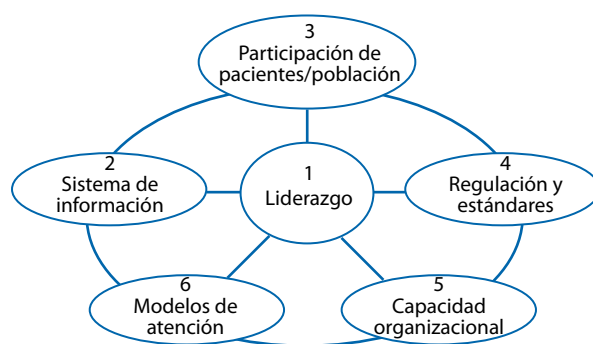 3
Participación de
pacientes/población
2
Sistema de
información
1
Liderazgo
4
Regulación y
estándares
6
Modelos de
atención
5
Capacidad
organizacional